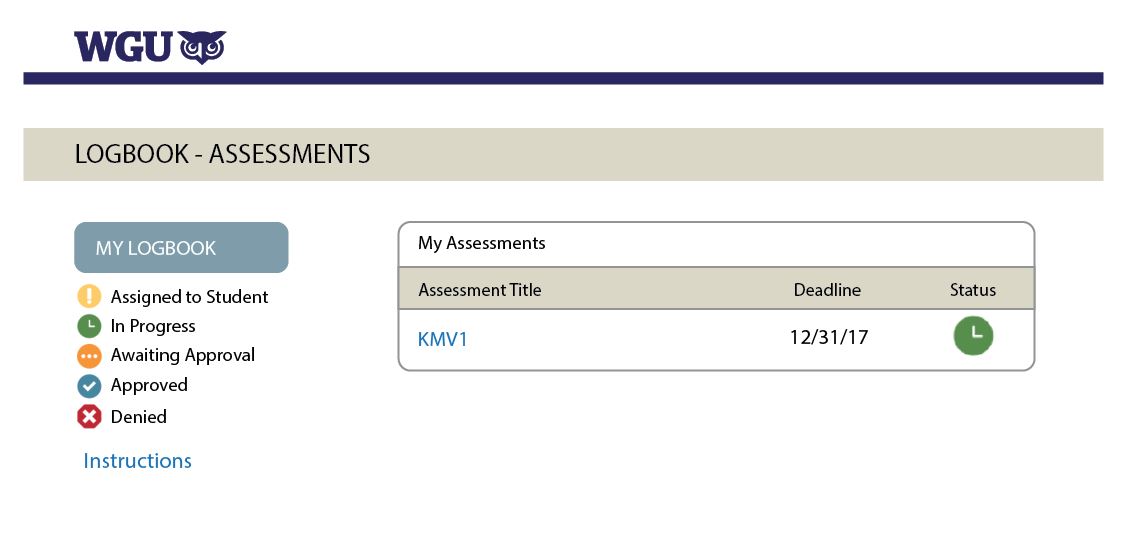 WGU
LOGBOOK - ASSESSMENTS
MY LOGBOOK
Assigned to Student
In Progress
Awaiting Approval
Approved
Denied
Instructions
My Assessments
Assessment Title Deadline Status
KMV1 12/31/17